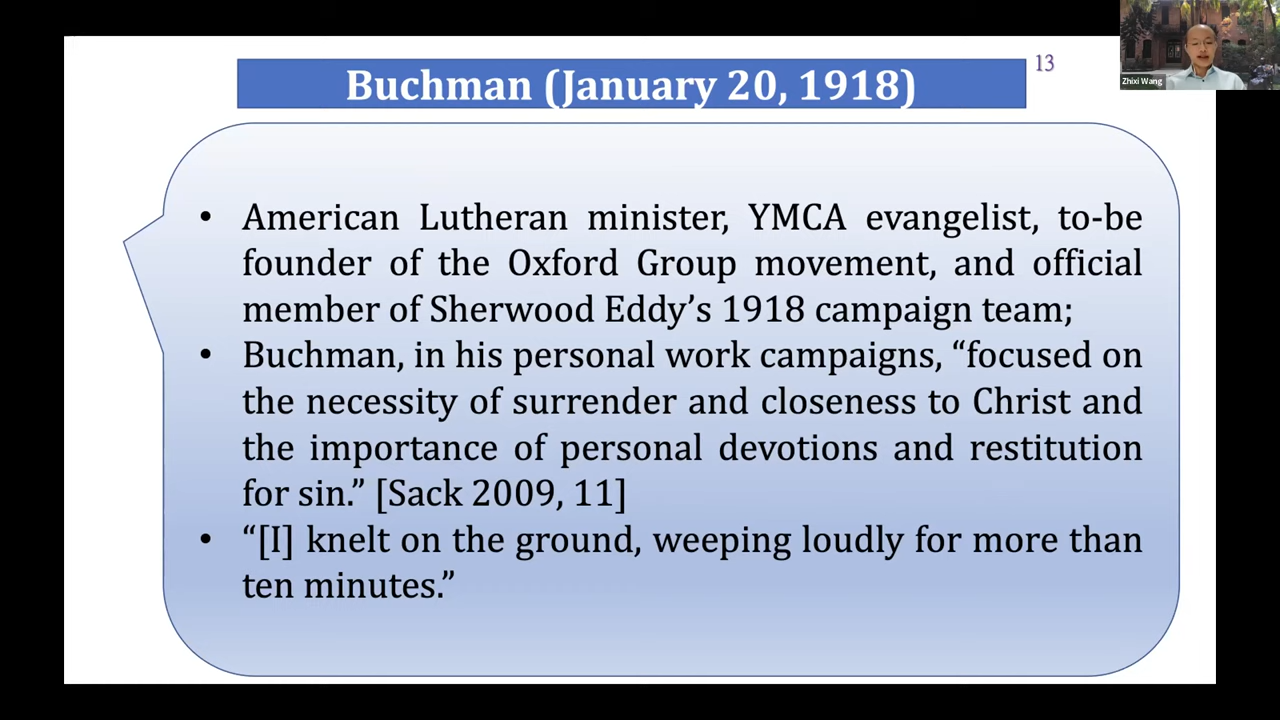 Buchman (January 20, 1918)
13
Zhixi Wang
• American Lutheran minister, YMCA evangelist, to-be
founder of the Oxford Group movement, and official
member of Sherwood Eddy’s 1918 campaign team;
• Buchman, in his personal work campaigns, “focused on
the necessity of surrender and closeness to Christ and
the importance of personal devotions and restitution
for sin.” [Sack 2009, 11]
• “[I] knelt on the ground, weeping loudly for more than
ten minutes.”